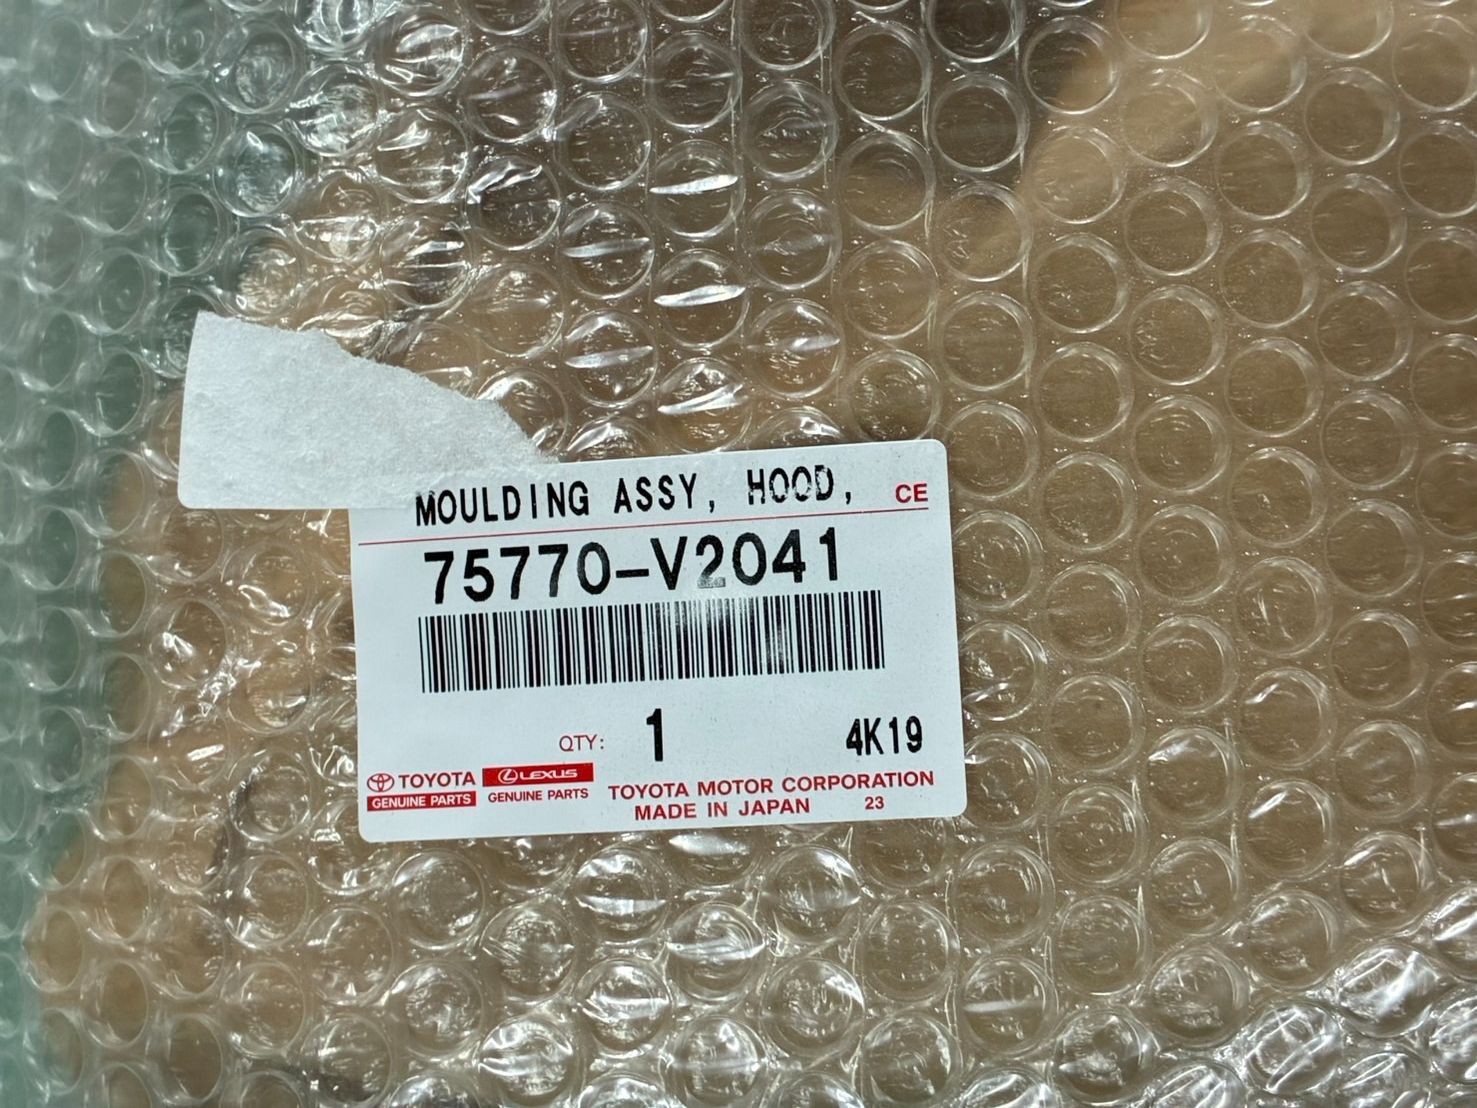 MOULDING ASSY, HOOD, CE
75770-V2041
QTY: 1 4K19
TOYOTA LEXUS
GENUINE PARTS GENUINE PARTS
TOYOTA MOTOR CORPORATION
MADE IN JAPAN 23